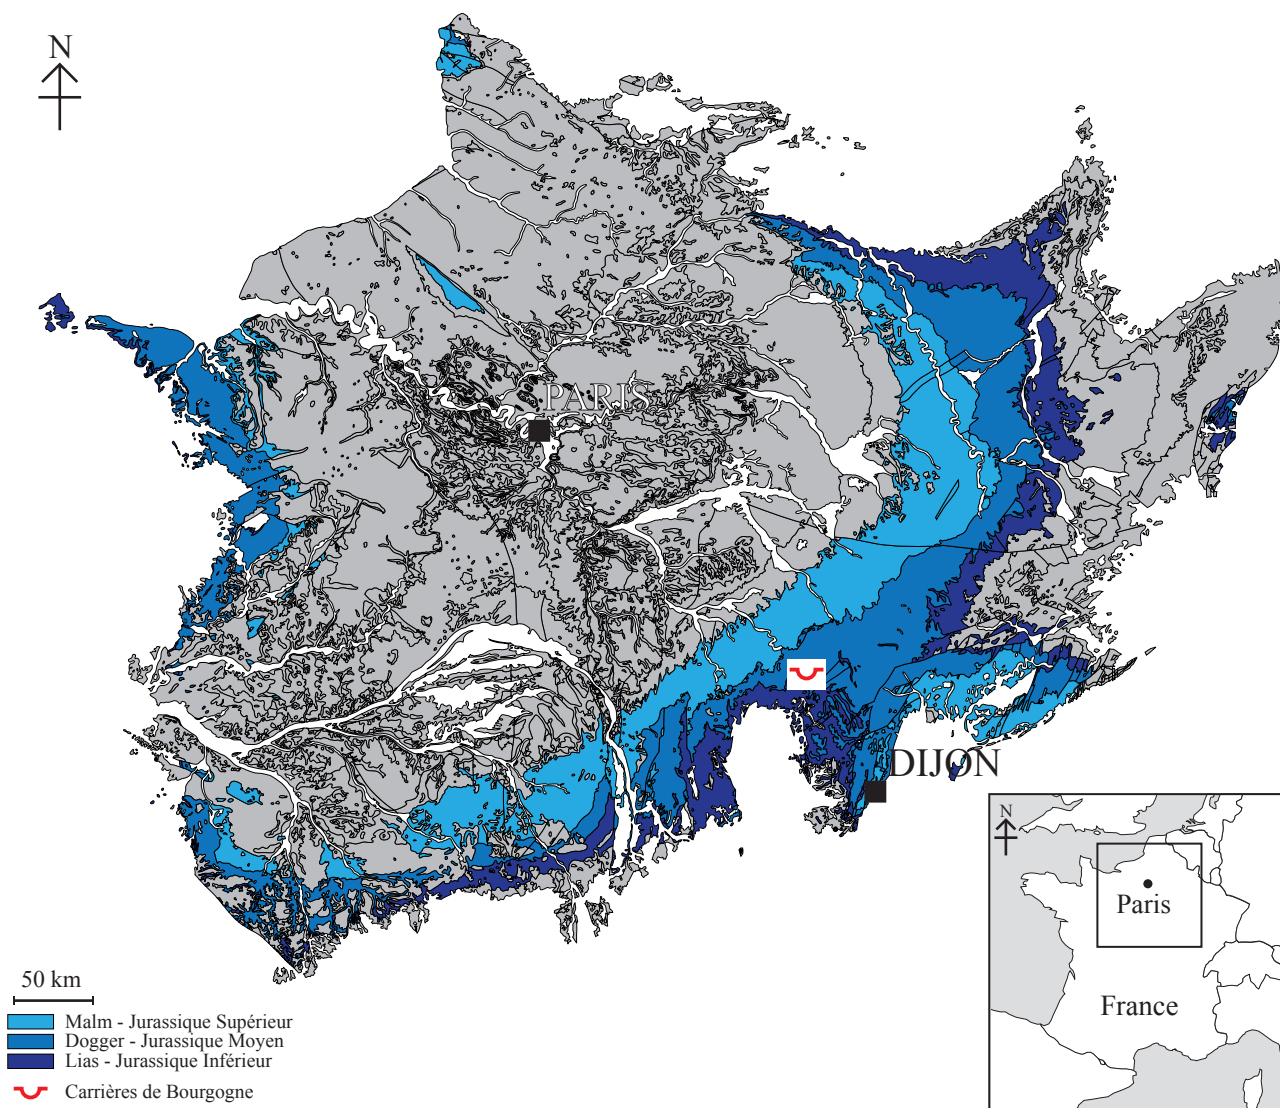 N
PARIS
DIJON
N
Paris
France
50 km
Malm - Jurassique Supérieur
Dogger - Jurassique Moyen
Lias - Jurassique Inférieur
Carrières de Bourgogne